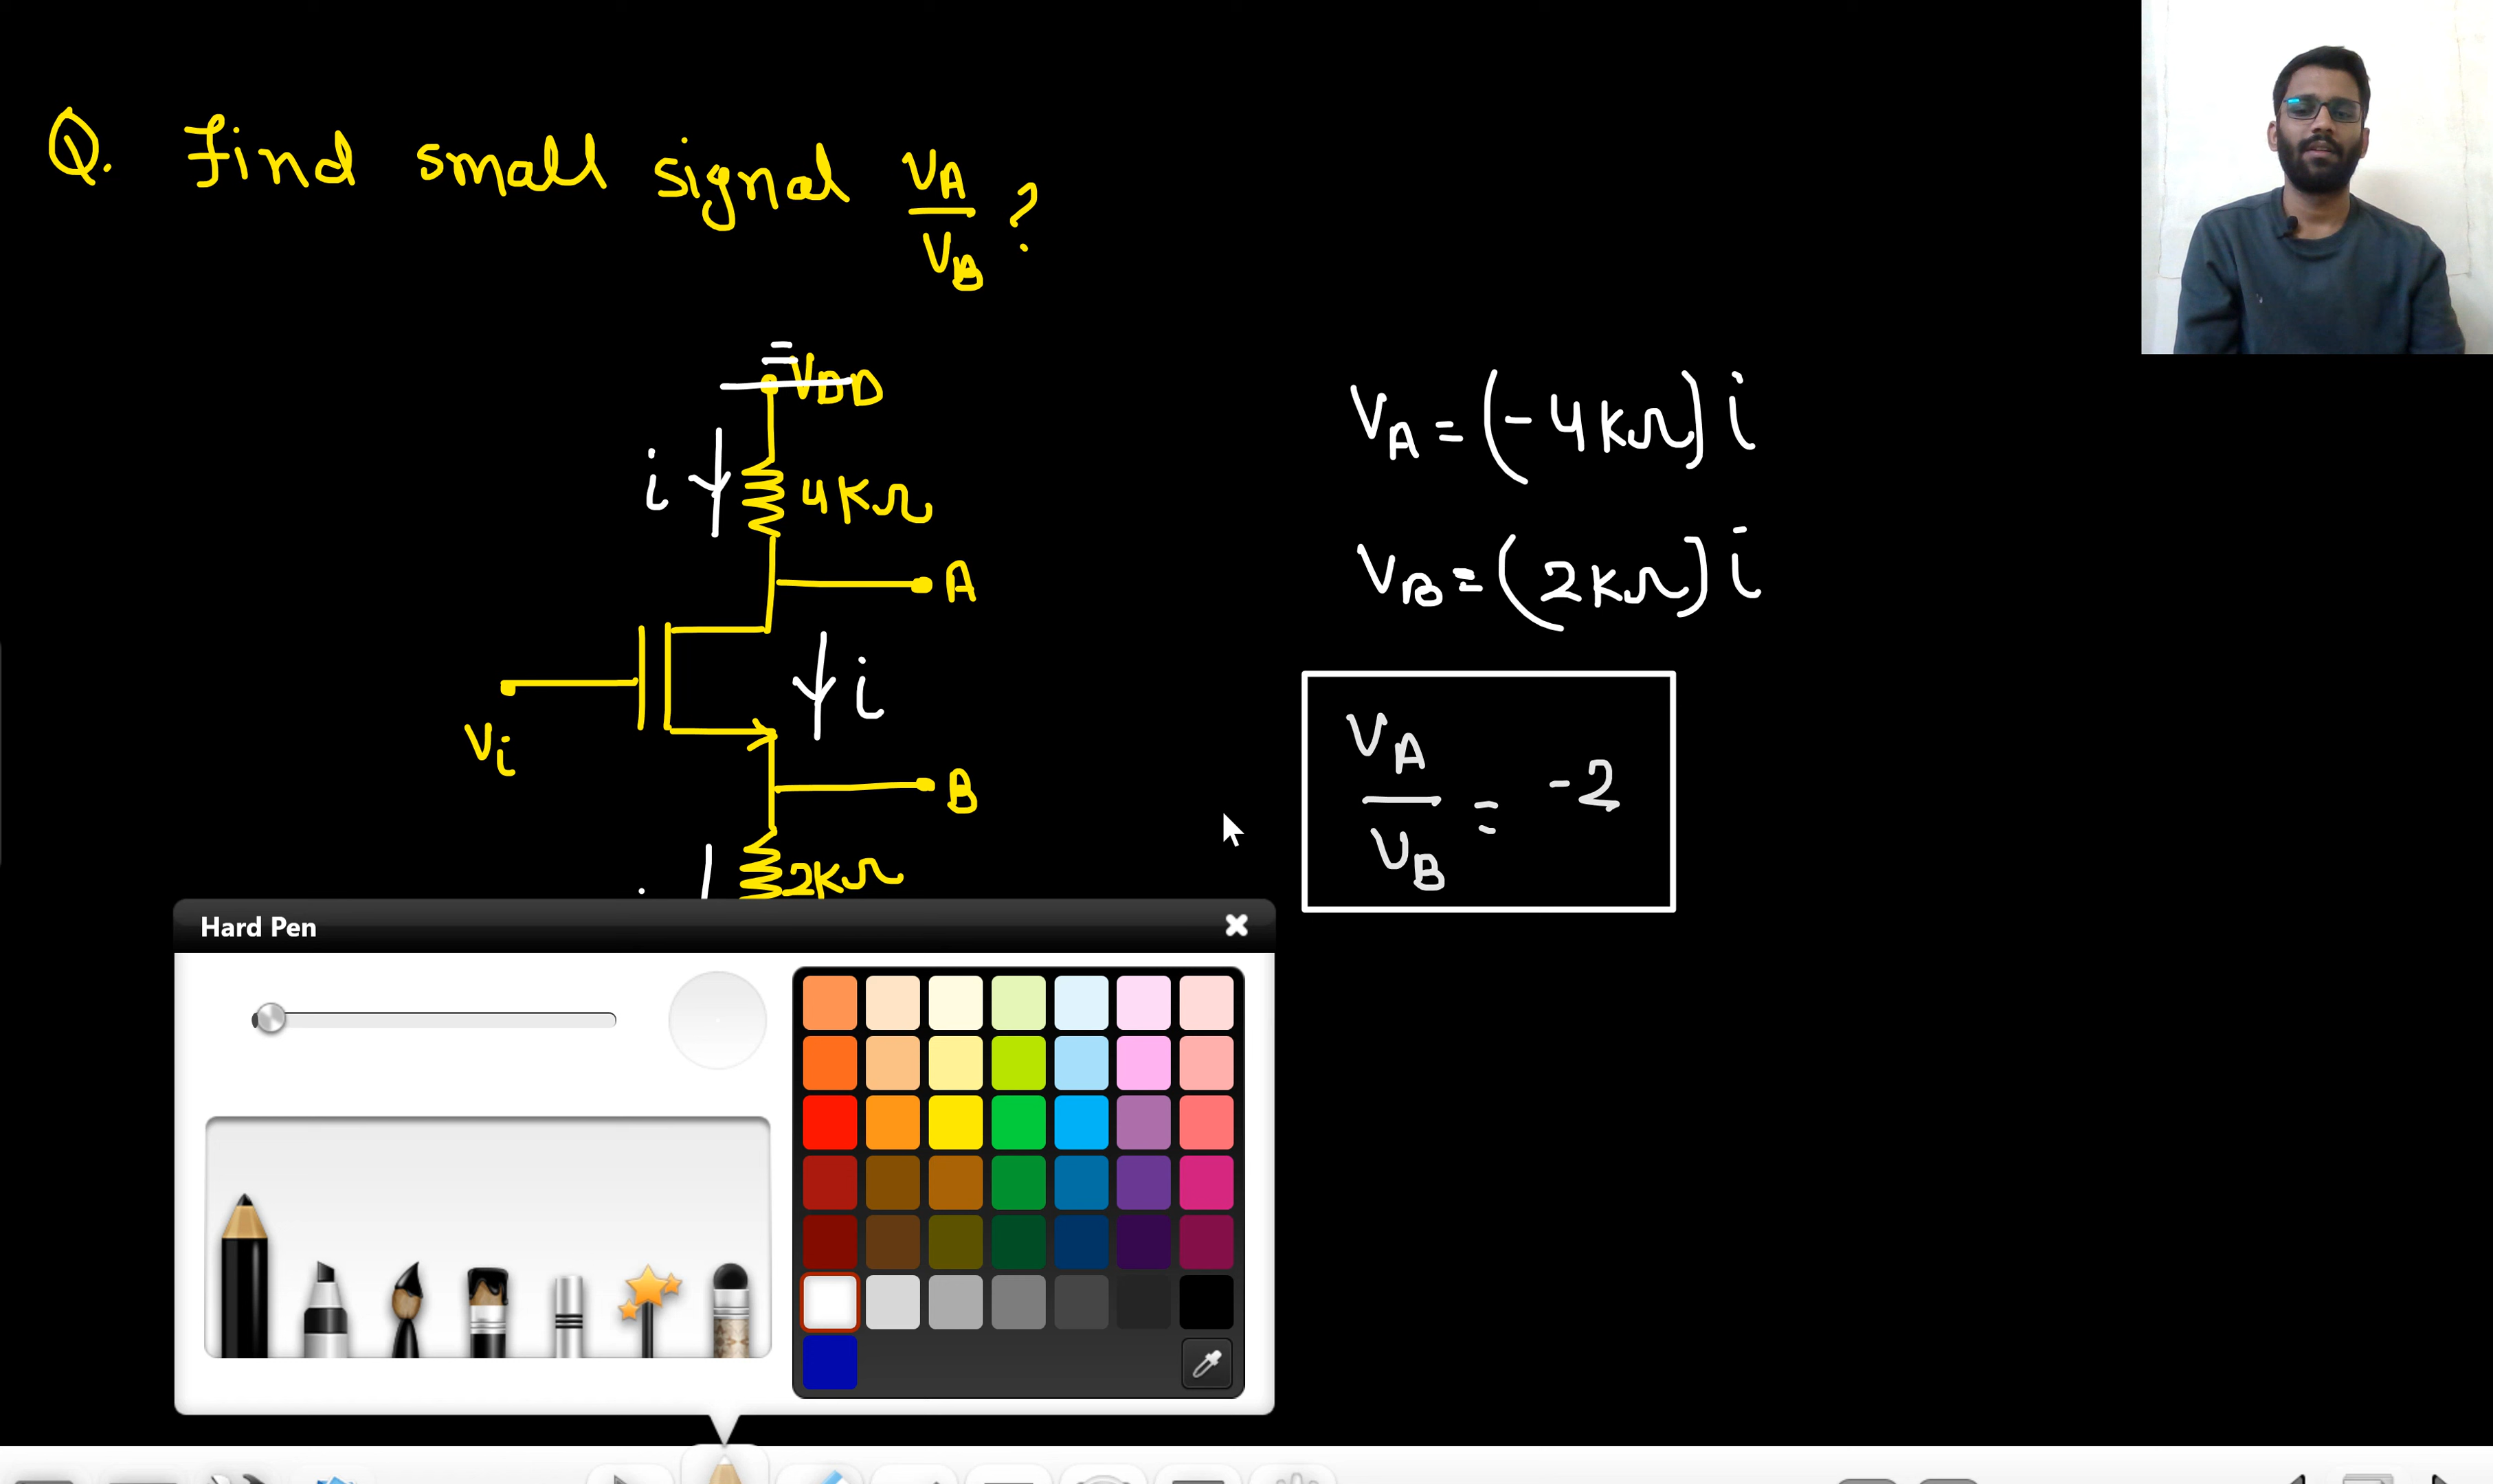 Q. Find small signal VA/VB ?
VDD
i 4KΩ
A
i
Vi
B
2KΩ
VA = (-4KΩ) i
VB = (2KΩ) i
VA/VB = -2
Hard Pen